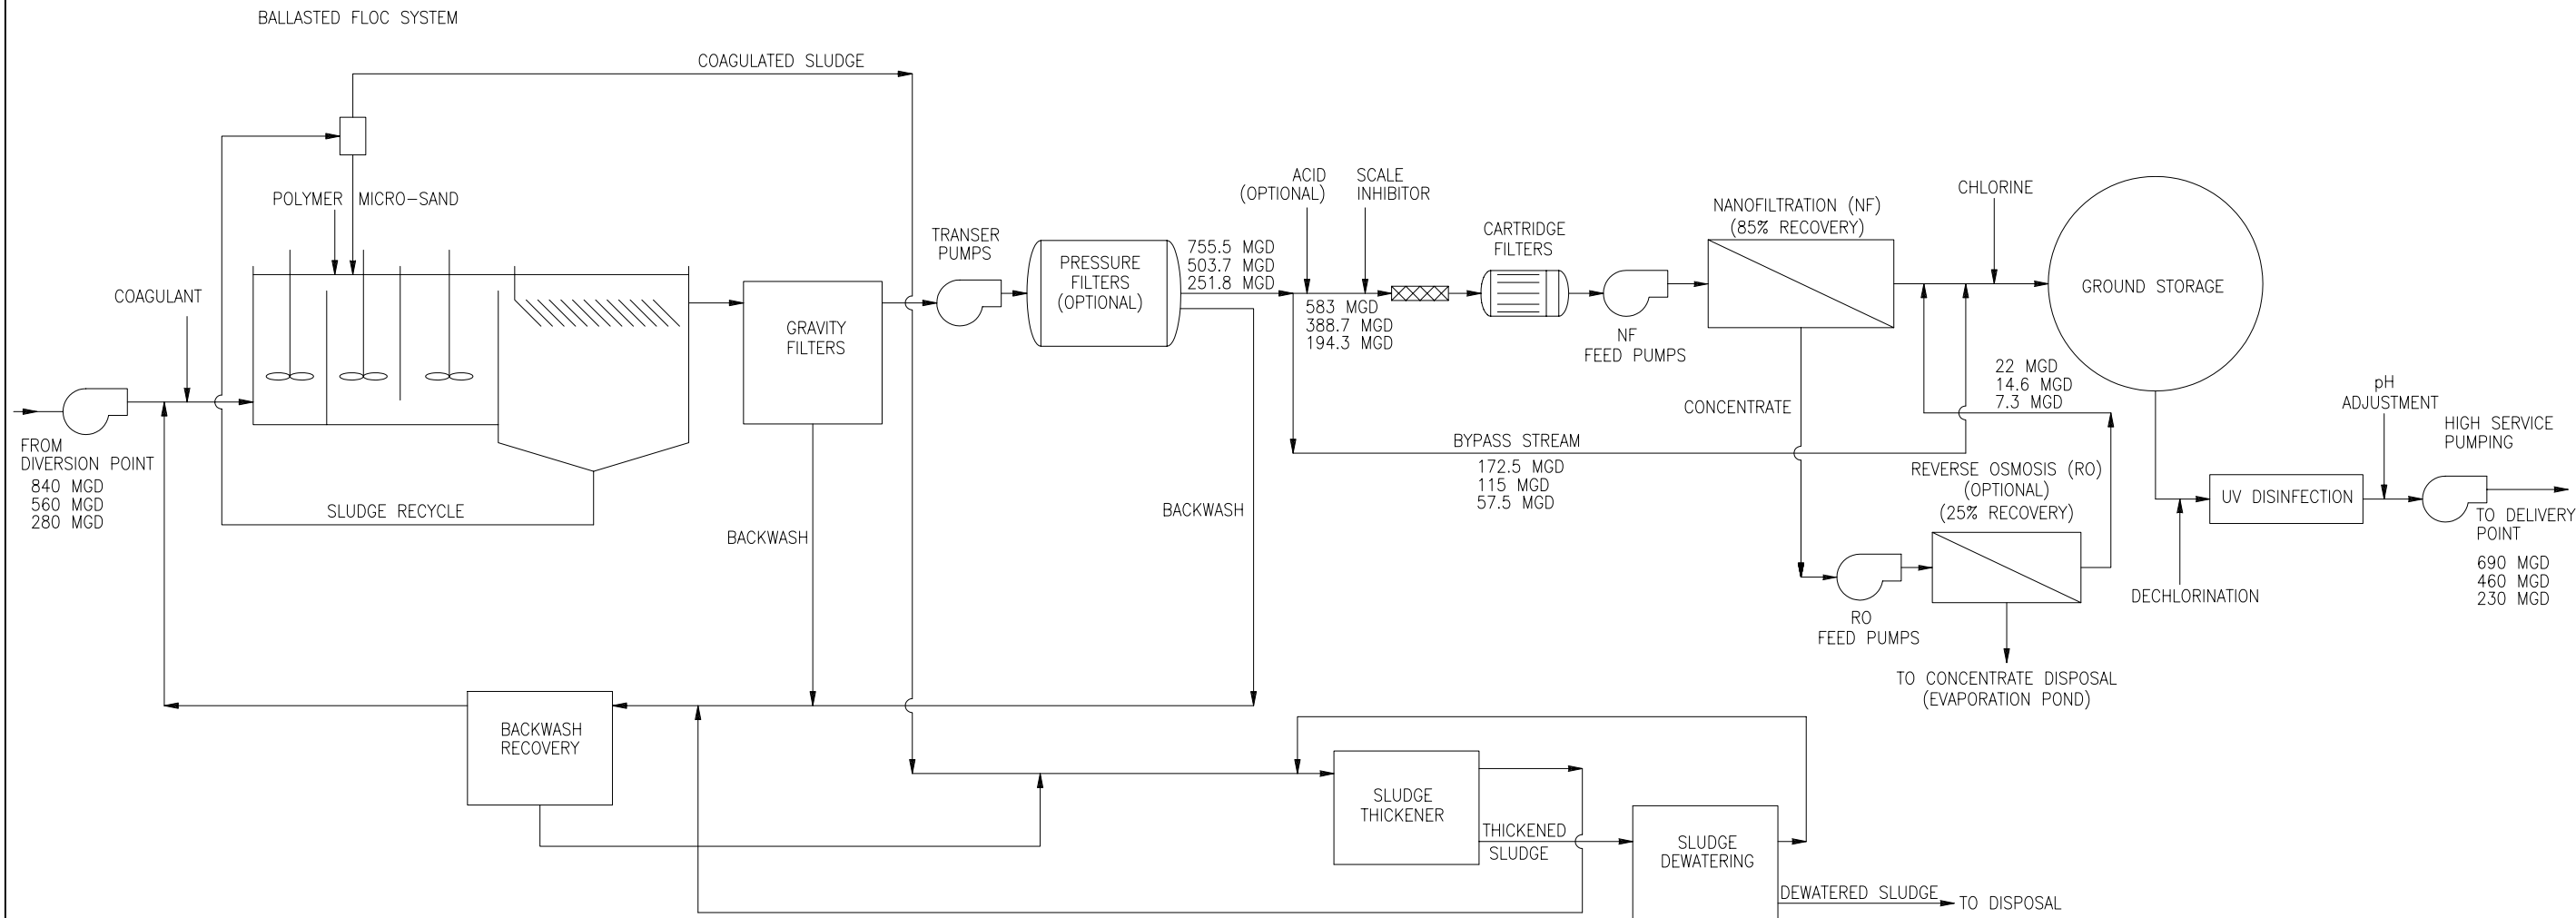 BALLASTED FLOC SYSTEM
COAGULATED SLUDGE
POLYMER
MICRO-SAND
COAGULANT
FROM
DIVERSION POINT
840 MGD
560 MGD
280 MGD
SLUDGE RECYCLE
GRAVITY
FILTERS
BACKWASH
TRANSER
PUMPS
PRESSURE
FILTERS
(OPTIONAL)
755.5 MGD
503.7 MGD
251.8 MGD
BACKWASH
ACID
(OPTIONAL)
SCALE
INHIBITOR
583 MGD
388.7 MGD
194.3 MGD
CARTRIDGE
FILTERS
NF
FEED PUMPS
NANOFILTRATION (NF)
(85% RECOVERY)
CONCENTRATE
BYPASS STREAM
172.5 MGD
115 MGD
57.5 MGD
CHLORINE
GROUND STORAGE
22 MGD
14.6 MGD
7.3 MGD
REVERSE OSMOSIS (RO)
(OPTIONAL)
(25% RECOVERY)
RO
FEED PUMPS
TO CONCENTRATE DISPOSAL
(EVAPORATION POND)
DECHLORINATION
UV DISINFECTION
pH
ADJUSTMENT
HIGH SERVICE
PUMPING
TO DELIVERY
POINT
690 MGD
460 MGD
230 MGD
BACKWASH
RECOVERY
SLUDGE
THICKENER
THICKENED
SLUDGE
SLUDGE
DEWATERING
DEWATERED SLUDGE
TO DISPOSAL